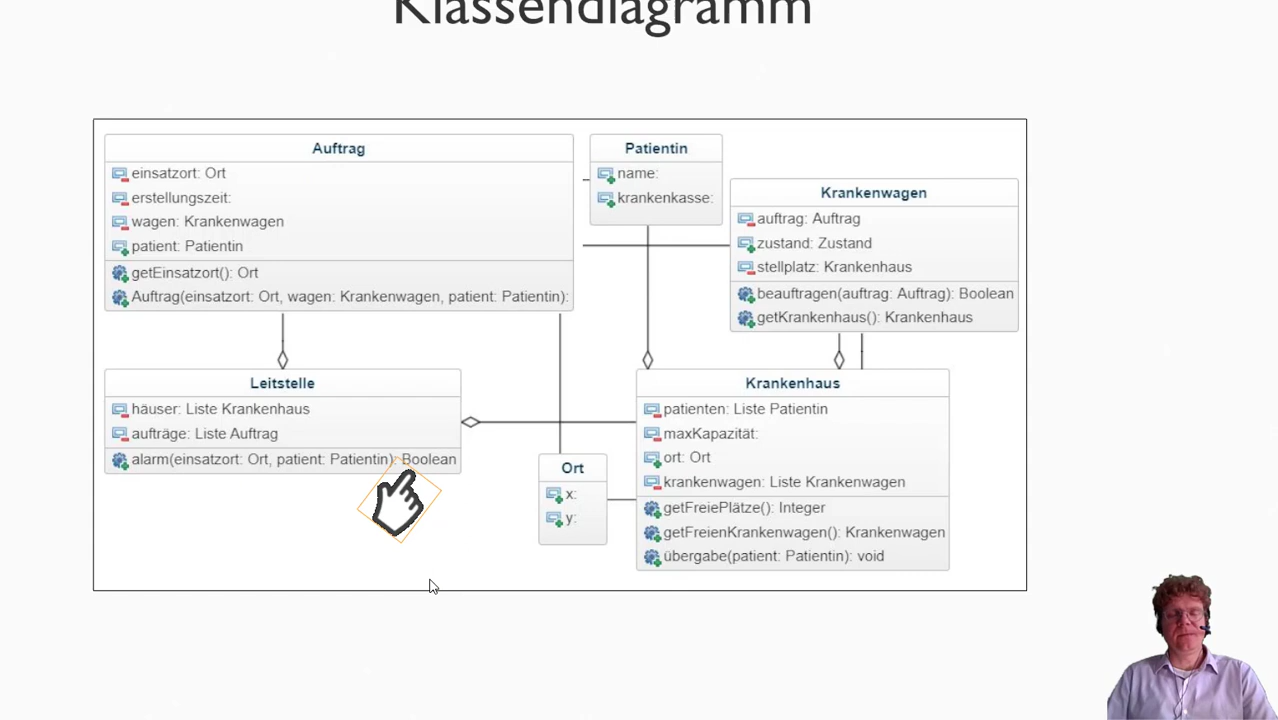 Klassendiagramm
Auftrag
einsatzort: Ort
erstellungszeit:
wagen: Krankenwagen
patient: Patientin
getEinsatzort(): Ort
Auftrag(einsatzort: Ort, wagen: Krankenwagen, patient: Patientin):
Patientin
name:
krankenkasse:
Krankenwagen
auftrag: Auftrag
zustand: Zustand
stellplatz: Krankenhaus
beauftragen(auftrag: Auftrag): Boolean
getKrankenhaus(): Krankenhaus
Leitstelle
häuser: Liste Krankenhaus
aufträge: Liste Auftrag
alarm(einsatzort: Ort, patient: Patientin): Boolean
Ort
x:
y:
Krankenhaus
patienten: Liste Patientin
maxKapazität:
ort: Ort
krankenwagen: Liste Krankenwagen
getFreiePlätze(): Integer
getFreienKrankenwagen(): Krankenwagen
übergabe(patient: Patientin): void